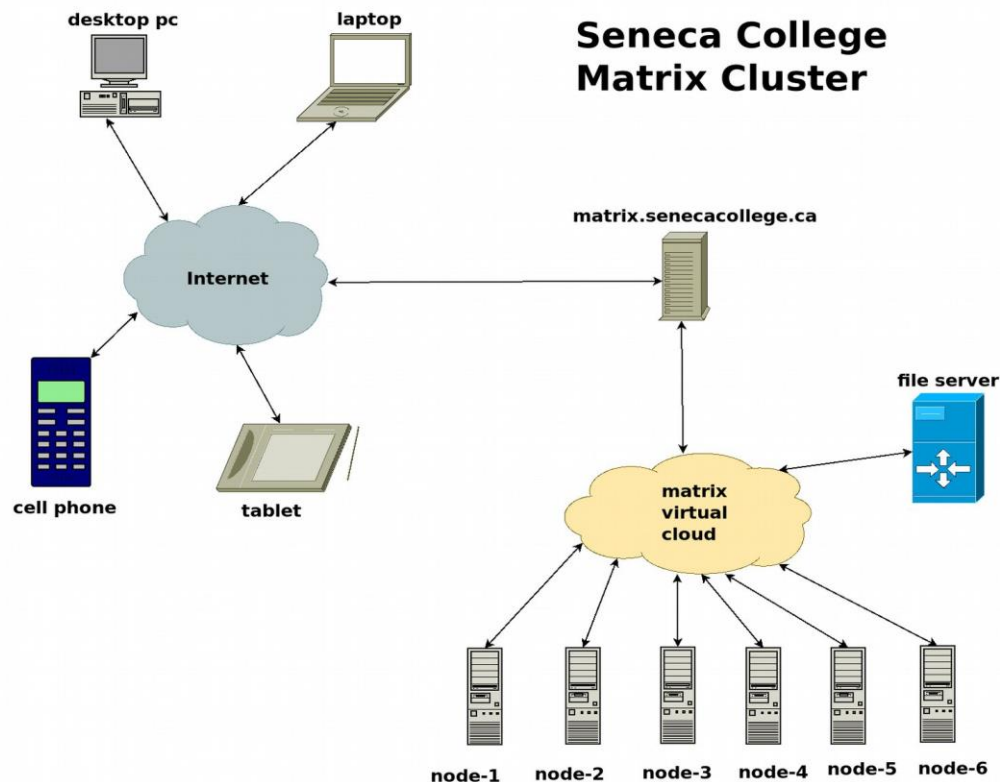 desktop pc
laptop
Seneca College
Matrix Cluster
matrix.senecacollege.ca
Internet
file server
cell phone
tablet
matrix
virtual
cloud
node-1
node-2
node-3
node-4
node-5
node-6